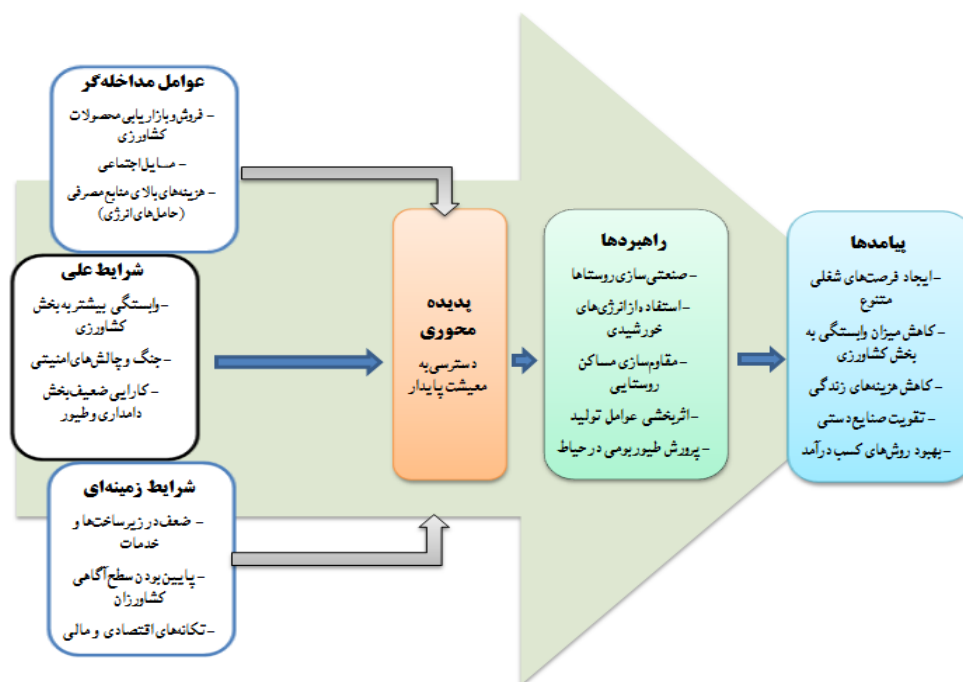 عوامل مداخله‌گر
- فروش و بازاریابی محصولات
کشاورزی
- مسایل اجتماعی
- هزینه‌های بالای منابع مصرفی
(حامل‌های انرژی)
شرایط علی
- وابستگی بیشتر به بخش
کشاورزی
- جنگ و چالش‌های امنیتی
- کارایی ضعیف بخش
دامداری و طیور
شرایط زمینه‌ای
- ضعف در زیرساخت‌ها و
خدمات
- پایین بودن سطح آگاهی
کشاورزان
- تکانه‌های اقتصادی و مالی
پدیده
محوری
دسترسی به
معیشت پایدار
راهبردها
- صنعتی‌سازی روستاها
- استفاده از انرژی‌های
خورشیدی
- مقاوم‌سازی مساکن
روستایی
- اثربخشی عوامل تولید
- پرورش طیور بومی در حیاط
پیامدها
- ایجاد فرصت‌های شغلی
متنوع
- کاهش میزان وابستگی به
بخش کشاورزی
- کاهش هزینه‌های زندگی
- تقویت صنایع دستی
- بهبود روش‌های کسب درآمد